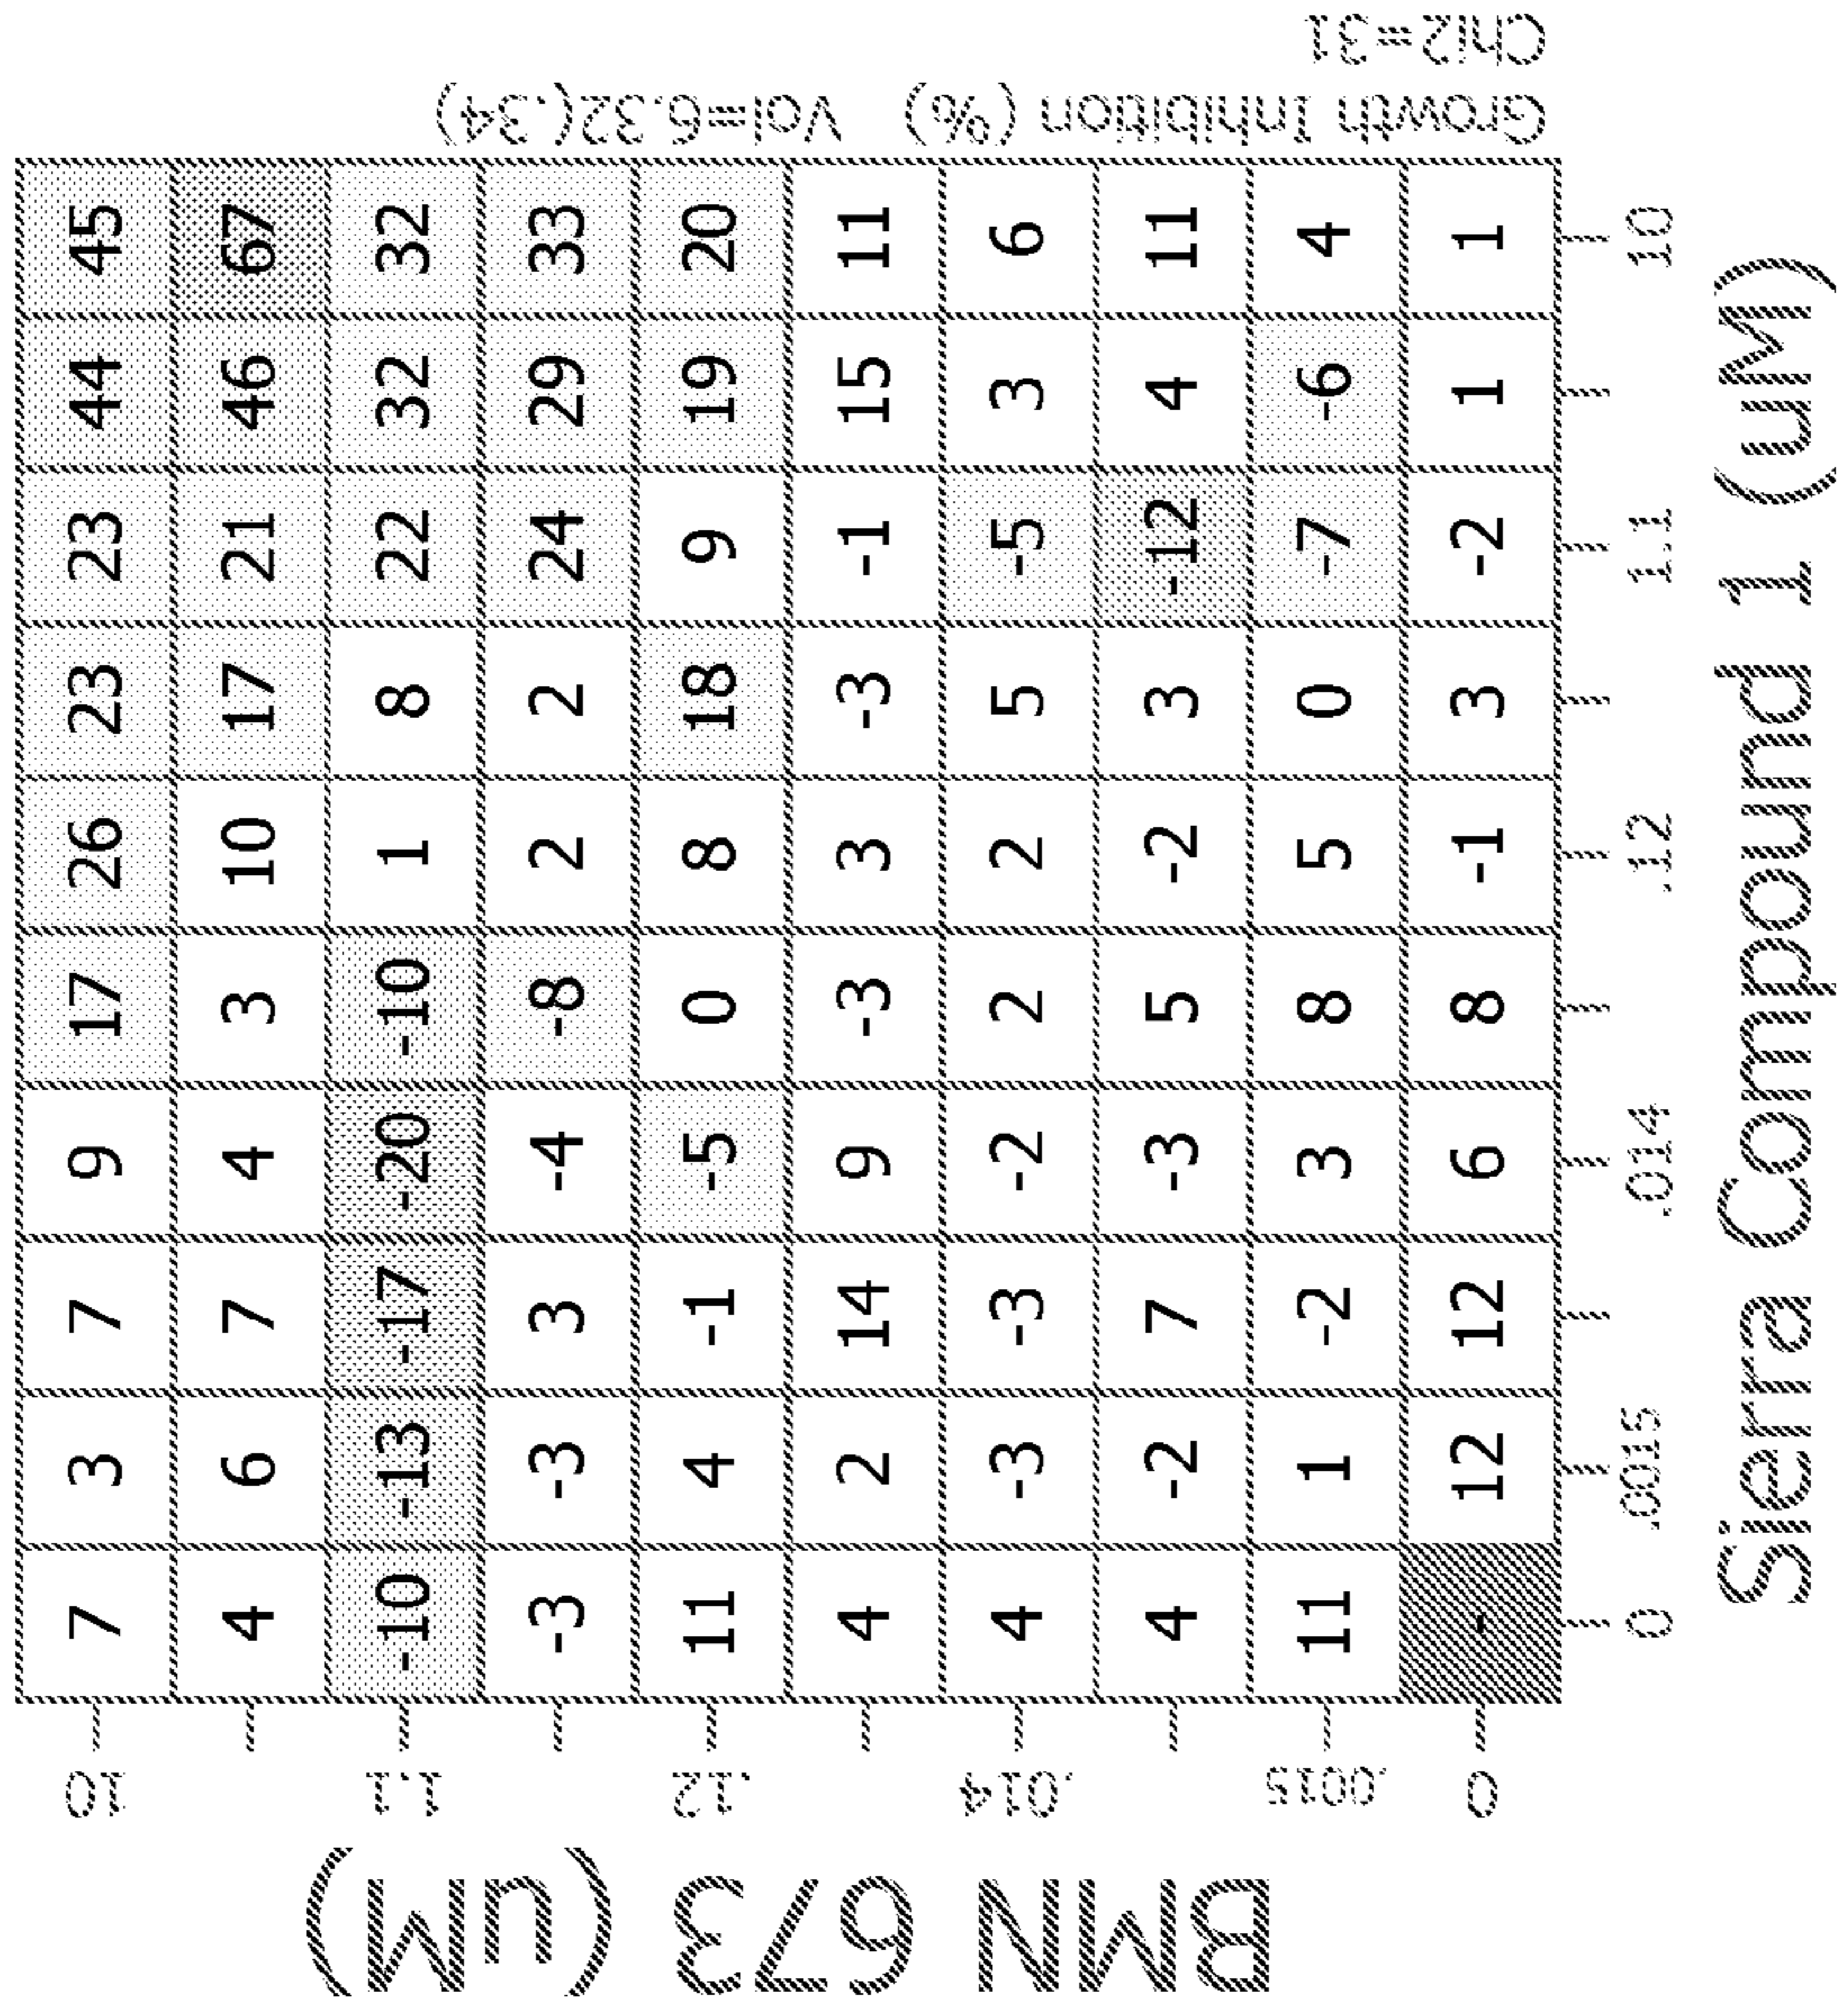 BMN 673 (uM)
10 7 3 7 9 17 26 23 23 44 45
4 6 7 4 3 10 17 21 46 67
1.1 -10 -13 -17 -20 -10 1 8 22 32 32
-3 -3 3 -4 -8 2 2 24 29 33
.12 11 4 -1 -5 0 8 18 9 19 20
4 2 14 9 -3 3 -3 -1 15 11
.014 4 -3 -3 -2 2 2 5 -5 3 6
4 -2 7 -3 5 -2 3 -12 4 11
.0015 11 1 -2 3 8 5 0 -7 -6 4
0 - 12 12 6 8 -1 3 -2 1 1
0 .0015 .014 .12 1.1 10
Sierra Compound 1 (uM)
Growth Inhibition (%) Vol=6.32(.34)
Chi2=31